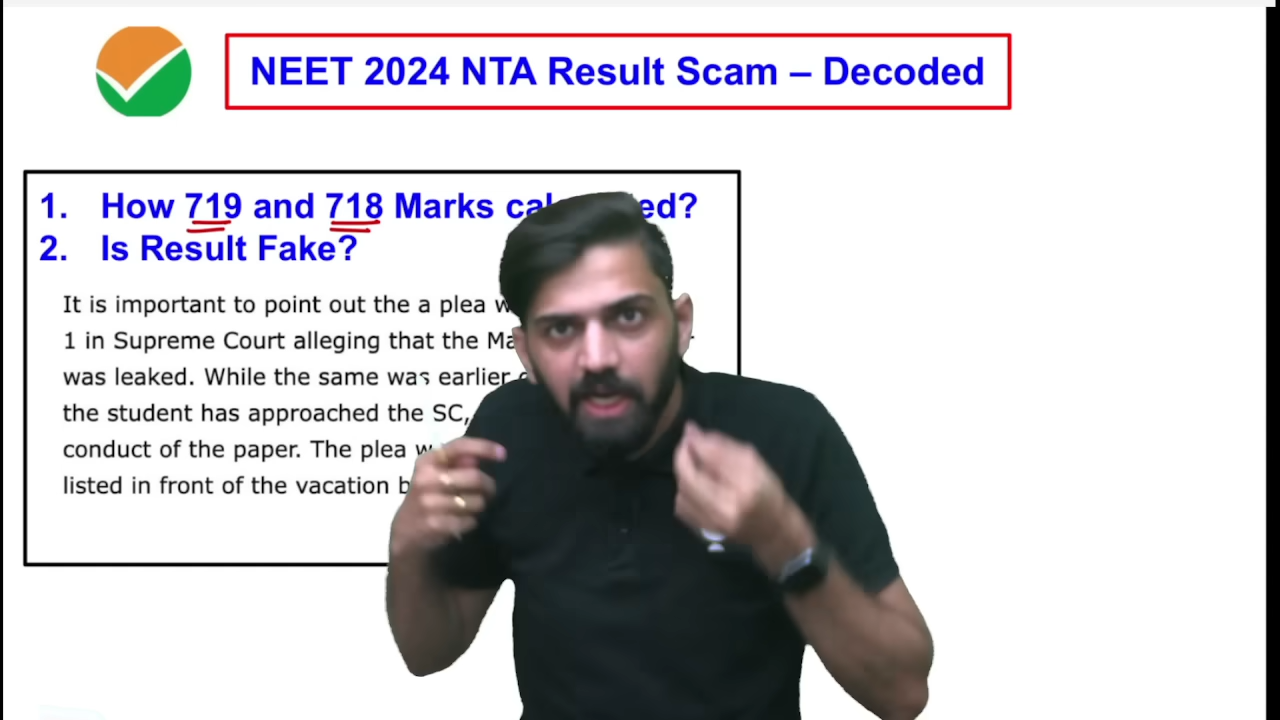 NEET 2024 NTA Result Scam – Decoded
1. How 719 and 718 Marks
2. Is Result Fake?
It is important to point out the a plea
1 in Supreme Court alleging that the
was leaked. While the same was earlier
the student has approached the SC,
conduct of the paper. The plea
listed in front of the vacation